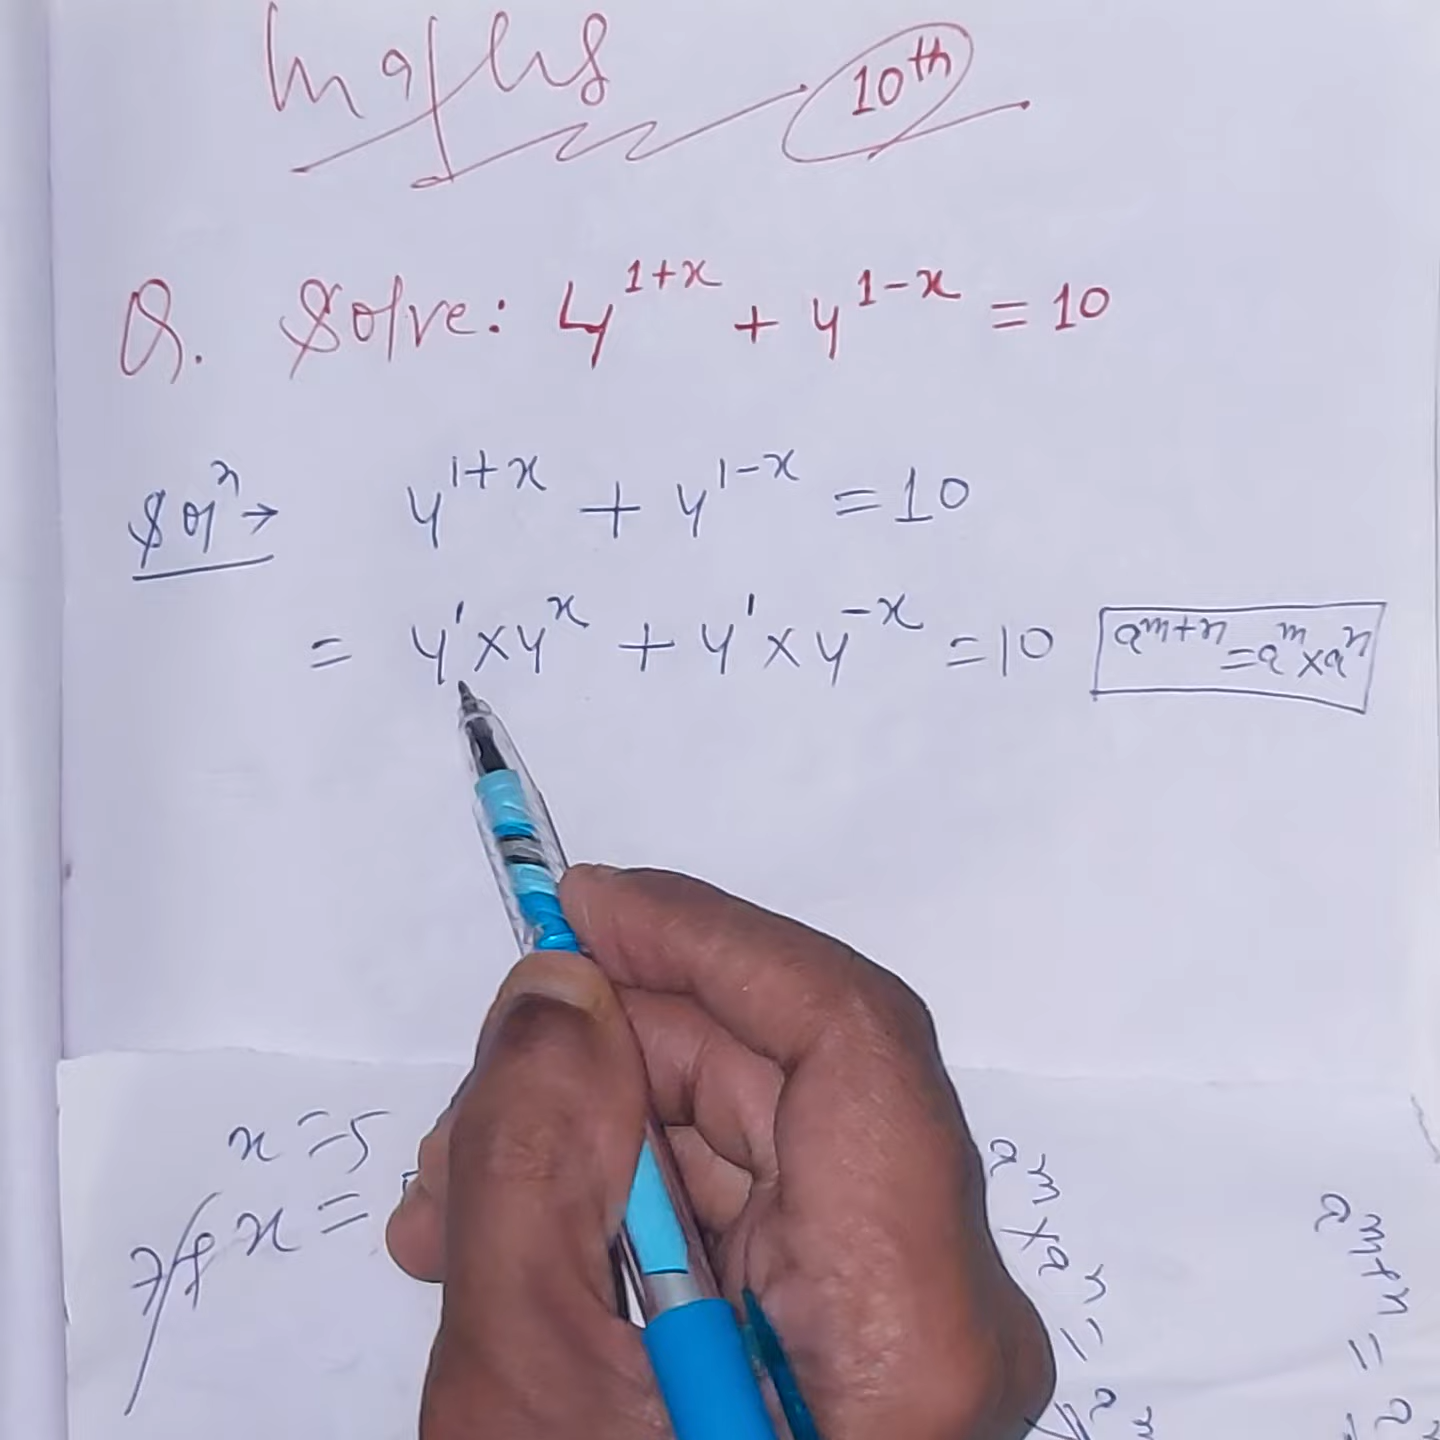 Maths 10th
Q. Solve: 4^{1+x} + 4^{1-x} = 10
Sol^n → 4^{1+x} + 4^{1-x} = 10
= 4^1 × 4^x + 4^1 × 4^{-x} = 10 a^{m+n} = a^m × a^n
x = 5
x =
a^m × a^n =
a^{m+n} =